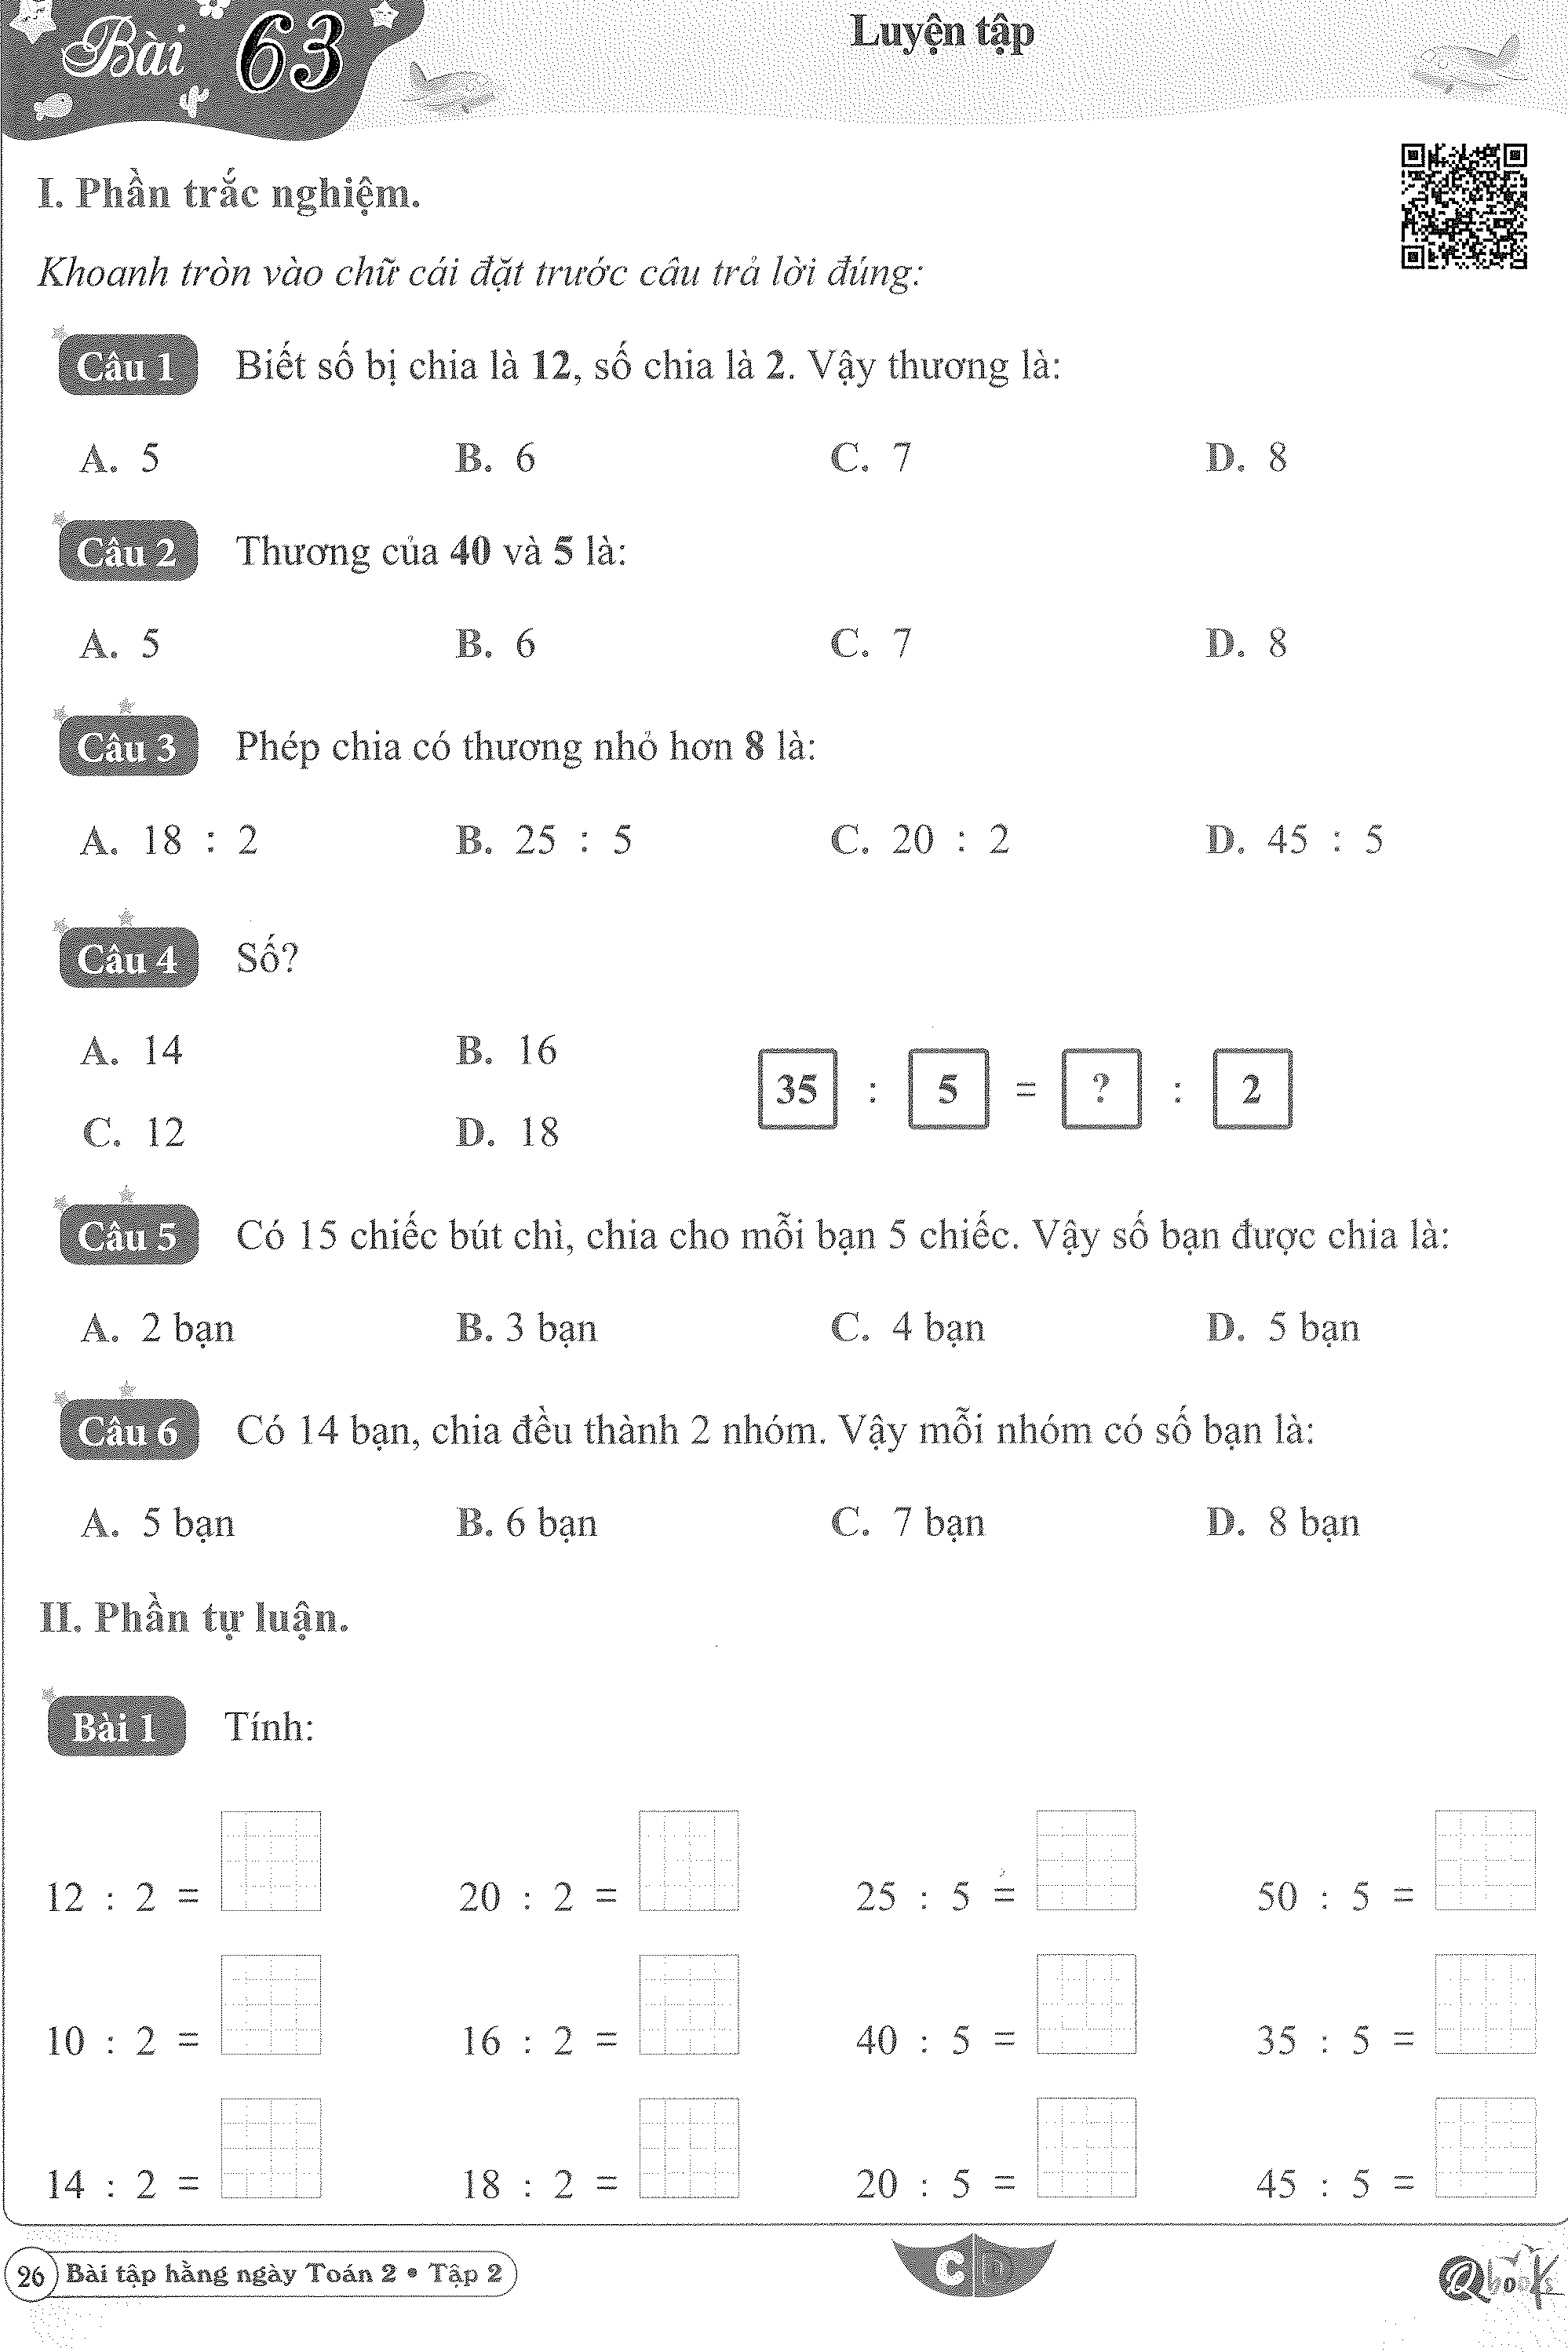 Bài 63
Luyện tập
I. Phần trắc nghiệm.
Khoanh tròn vào chữ cái đặt trước câu trả lời đúng:
Câu 1 Biết số bị chia là 12, số chia là 2. Vậy thương là:
A. 5 B. 6 C. 7 D. 8
Câu 2 Thương của 40 và 5 là:
A. 5 B. 6 C. 7 D. 8
Câu 3 Phép chia có thương nhỏ hơn 8 là:
A. 18 : 2 B. 25 : 5 C. 20 : 2 D. 45 : 5
Câu 4 Số?
A. 14 B. 16
35 : 5 = ? : 2
C. 12 D. 18
Câu 5 Có 15 chiếc bút chì, chia cho mỗi bạn 5 chiếc. Vậy số bạn được chia là:
A. 2 bạn B. 3 bạn C. 4 bạn D. 5 bạn
Câu 6 Có 14 bạn, chia đều thành 2 nhóm. Vậy mỗi nhóm có số bạn là:
A. 5 bạn B. 6 bạn C. 7 bạn D. 8 bạn
II. Phần tự luận.
Bài 1 Tính:
12 : 2 = 20 : 2 = 25 : 5 = 50 : 5 =
10 : 2 = 16 : 2 = 40 : 5 = 35 : 5 =
14 : 2 = 18 : 2 = 20 : 5 = 45 : 5 =
26 Bài tập hằng ngày Toán 2 • Tập 2
CD
Qbooks